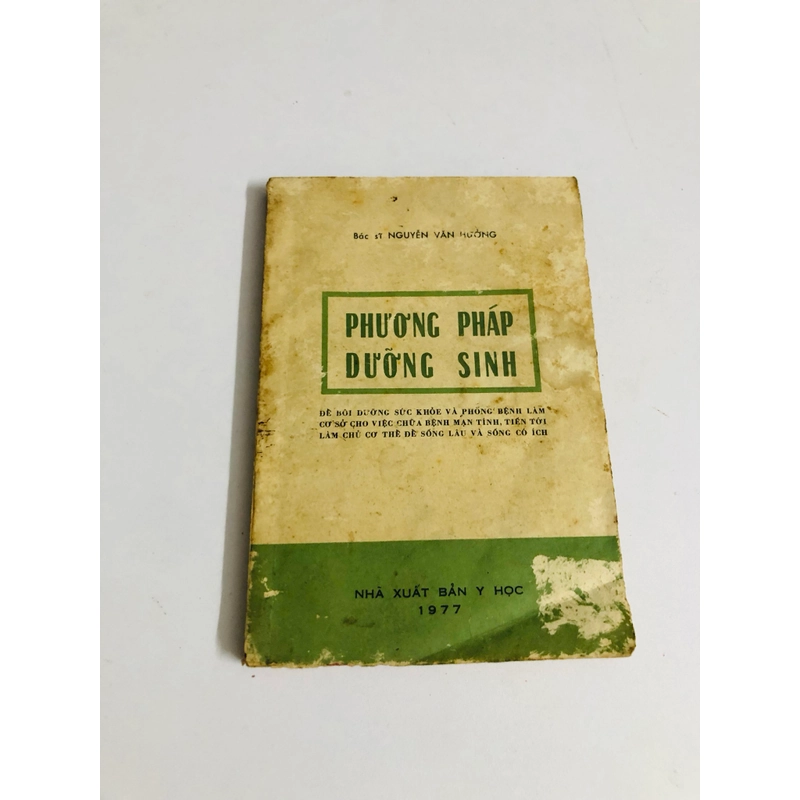 Bác sĩ NGUYỄN VĂN HƯỞNG
PHƯƠNG PHÁP
DƯỠNG SINH
ĐỂ BỒI DƯỠNG SỨC KHỎE VÀ PHÒNG BỆNH LÀM
CƠ SỞ CHO VIỆC CHỮA BỆNH MẠN TÍNH, TIẾN TỚI
LÀM CHỦ CƠ THỂ ĐỂ SỐNG LÂU VÀ SỐNG CÓ ÍCH
NHÀ XUẤT BẢN Y HỌC
1977